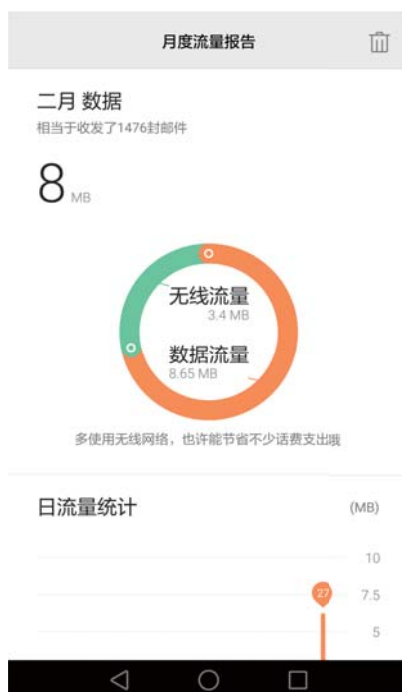 月度流量报告
二月 数据
相当于收发了1476封邮件
8 MB
无线流量
3.4 MB
数据流量
8.65 MB
多使用无线网络，也许能节省不少话费支出哦
日流量统计 (MB)
10
27 7.5
5